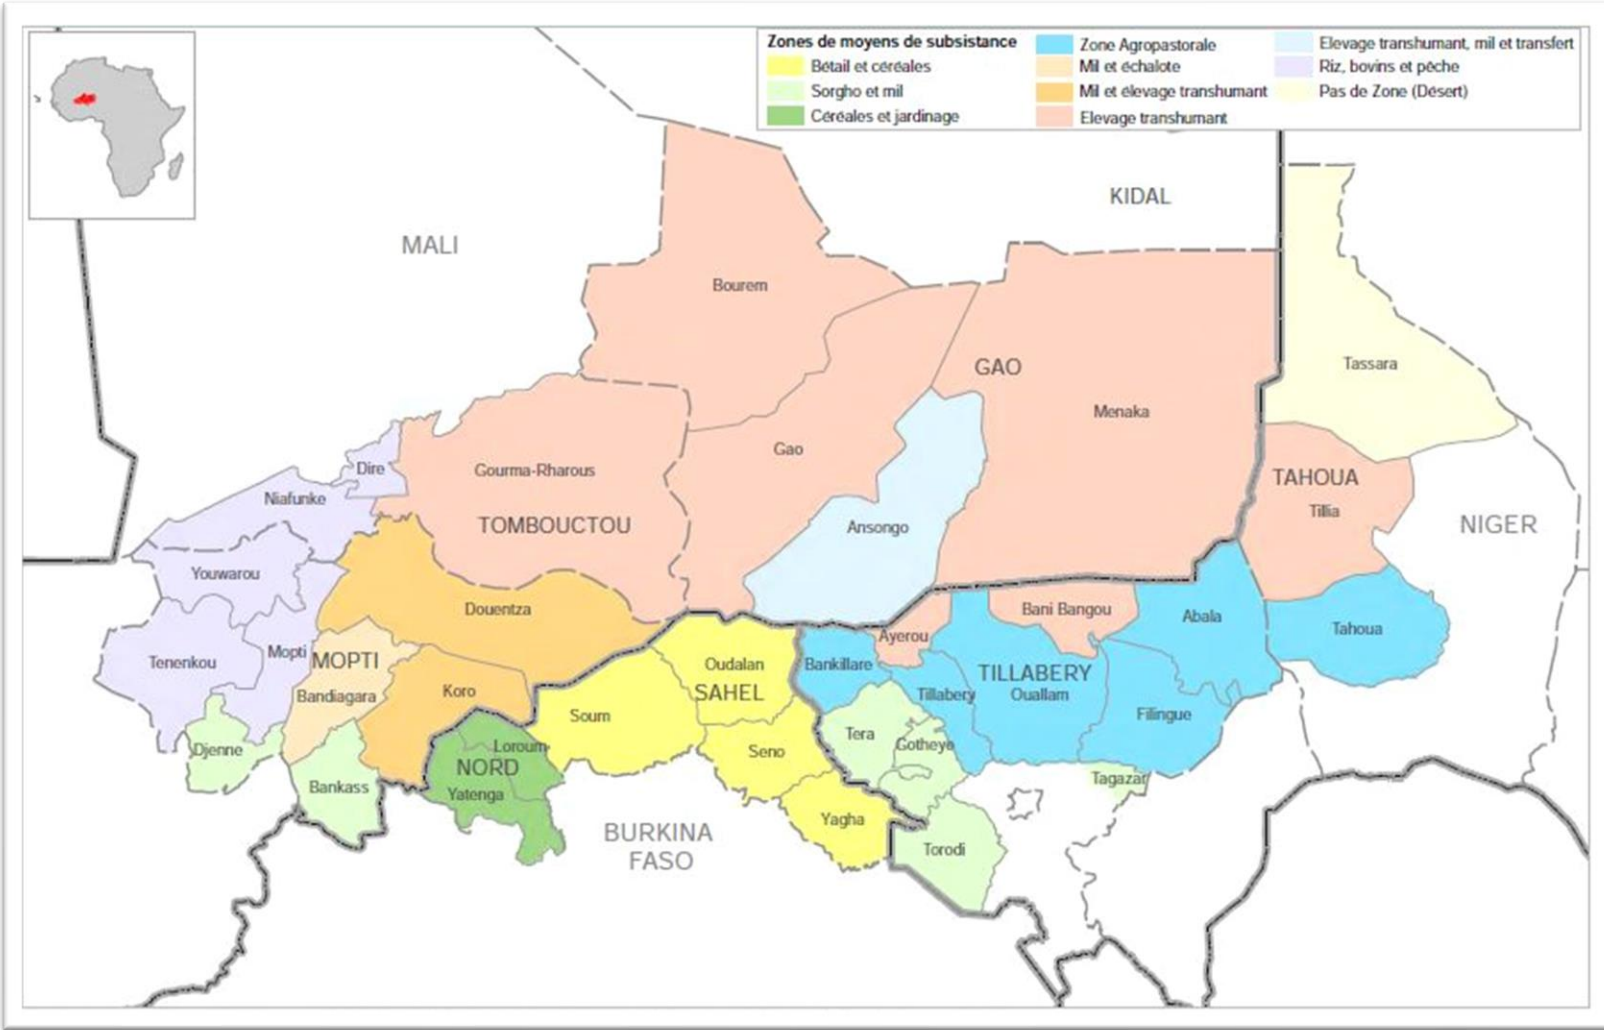 Zones de moyens de subsistance
Bétail et céréales
Sorgho et mil
Céréales et jardinage
Zone Agropastorale
Mil et échalote
Mil et élevage transhumant
Elevage transhumant
Elevage transhumant, mil et transfert
Riz, bovins et pêche
Pas de Zone (Désert)
KIDAL
MALI
Bourem
Tassara
GAO
Menaka
Gao
Dire
Gourma-Rharous
TAHOUA
Niafunke
Tillia
TOMBOUCTOU
Ansongo
NIGER
Youwarou
Douentza
Bani Bangou
Abala
Ayerou
Tahoua
Mopti
MOPTI
Tenenkou
Oudalan
Bankillare
TILLABERY
Bandiagara
Koro
SAHEL
Tillabery
Ouallam
Soum
Filingue
Tera
Djenne
Loroum
Seno
Gotheye
NORD
Bankass
Yatenga
Tagazar
Yagha
BURKINA
FASO
Torodi